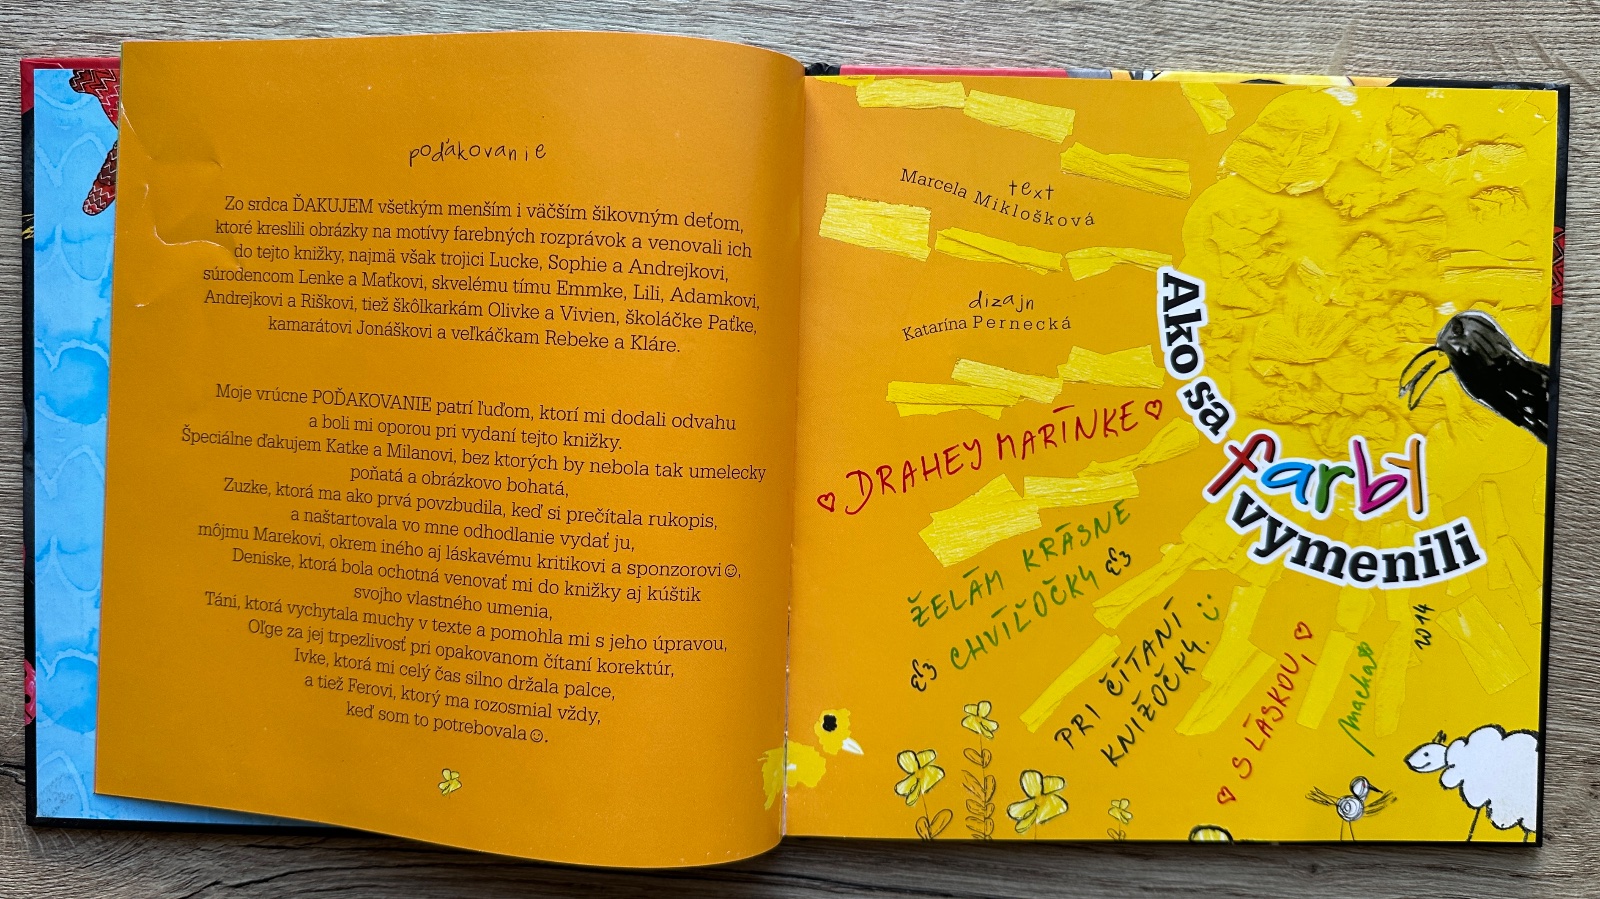 poďakovanie
Zo srdca ĎAKUJEM všetkým menším i väčším šikovným deťom,
ktoré kreslili obrázky na motívy farebných rozprávok a venovali ich
do tejto knižky, najmä však trojici Lucke, Sophie a Andrejkovi,
súrodencom Lenke a Maťkovi, skvelému tímu Emmke, Lili, Adamkovi,
Andrejkovi a Riškovi, tiež škôlkarkám Olivke a Vivien, školáčke Paťke,
kamarátovi Jonáškovi a veľkáčkam Rebeke a Kláre.
Moje vrúcne POĎAKOVANIE patrí ľuďom, ktorí mi dodali odvahu
a boli mi oporou pri vydaní tejto knižky.
Špeciálne ďakujem Katke a Milanovi, bez ktorých by nebola tak umelecky
poňatá a obrázkovo bohatá,
Zuzke, ktorá ma ako prvá povzbudila, keď si prečítala rukopis,
a naštartovala vo mne odhodlanie vydať ju,
môjmu Marekovi, okrem iného aj láskavému kritikovi a sponzorovi☺,
Deniske, ktorá bola ochotná venovať mi do knižky aj kúštik
svojho vlastného umenia,
Táni, ktorá vychytala muchy v texte a pomohla mi s jeho úpravou,
Oľge za jej trpezlivosť pri opakovanom čítaní korektúr,
Ivke, ktorá mi celý čas silno držala palce,
a tiež Ferovi, ktorý ma rozosmial vždy,
keď som to potrebovala☺.
text
Marcela Miklošková
dizajn
Katarína Pernecká
Ako sa
farby
vymenili
♡ DRAHEJ MARÍNKE ♡
ŽELÁM KRÁSNE
CHVÍĽOČKY
PRI ČÍTANÍ
KNIŽOČKY. :)
♡ S LÁSKOU, ♡
macka
2014